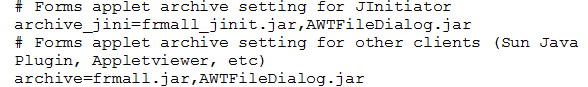 # Forms applet archive setting for JInitiator
archive_jini=frmall_jinit.jar,AWTFileDialog.jar
# Forms applet archive setting for other clients (Sun Java
Plugin, Appletviewer, etc)
archive=frmall.jar,AWTFileDialog.jar